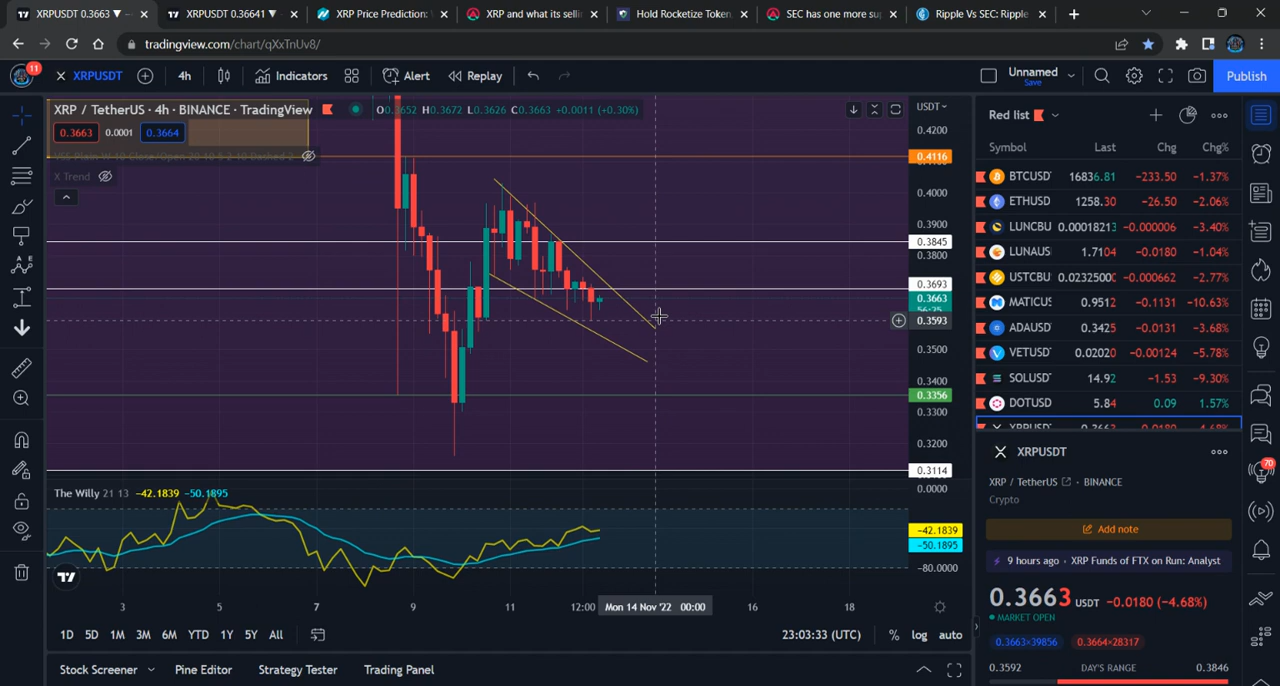 XRPUSDT 0.3663 ▼ XRPUSDT 0.36641 ▼ XRP Price Prediction: XRP and what its selli Hold Rocketize Token SEC has one more su Ripple Vs SEC: Ripple
tradingview.com/chart/qXxTnUv8/
11 XRPUSDT 4h Indicators Alert Replay Unnamed Save Publish
XRP / TetherUS · 4h · BINANCE · TradingView O0.3652 H0.3672 L0.3626 C0.3663 +0.0011 (+0.30%)
0.3663 0.0001 0.3664
X Trend
USDT
0.4200
0.4116
0.4000
0.3900
0.3845
0.3800
0.3693
0.3663
56:25
0.3593
0.3500
0.3400
0.3356
0.3300
0.3200
0.3114
The Willy 21 13 -42.1839 -50.1895
0.0000
-42.1839
-50.1895
-80.0000
3 5 7 9 11 12:00 Mon 14 Nov '22 00:00 16 18
1D 5D 1M 3M 6M YTD 1Y 5Y All 23:03:33 (UTC) % log auto
Stock Screener Pine Editor Strategy Tester Trading Panel
Red list
Symbol Last Chg Chg%
BTCUSD 16836.81 -233.50 -1.37%
ETHUSD 1258.30 -26.50 -2.06%
LUNCBU 0.00018213 -0.000006 -3.40%
LUNAUS 1.7104 -0.0180 -1.04%
USTCBU 0.0232500 -0.000662 -2.77%
MATICUS 0.9512 -0.1131 -10.63%
ADAUSD 0.3425 -0.0131 -3.68%
VETUSD 0.02020 -0.00124 -5.78%
SOLUSD 14.92 -1.53 -9.30%
DOTUSD 5.84 0.09 1.57%
XRPUSD 0.3663 -0.0180 -4.68%
XRPUSDT
XRP / TetherUS · BINANCE
Crypto
Add note
9 hours ago · XRP Funds of FTX on Run: Analyst
0.3663 USDT -0.0180 (-4.68%)
MARKET OPEN
0.3663×39856 0.3664×28317
0.3592 DAY'S RANGE 0.3846
70